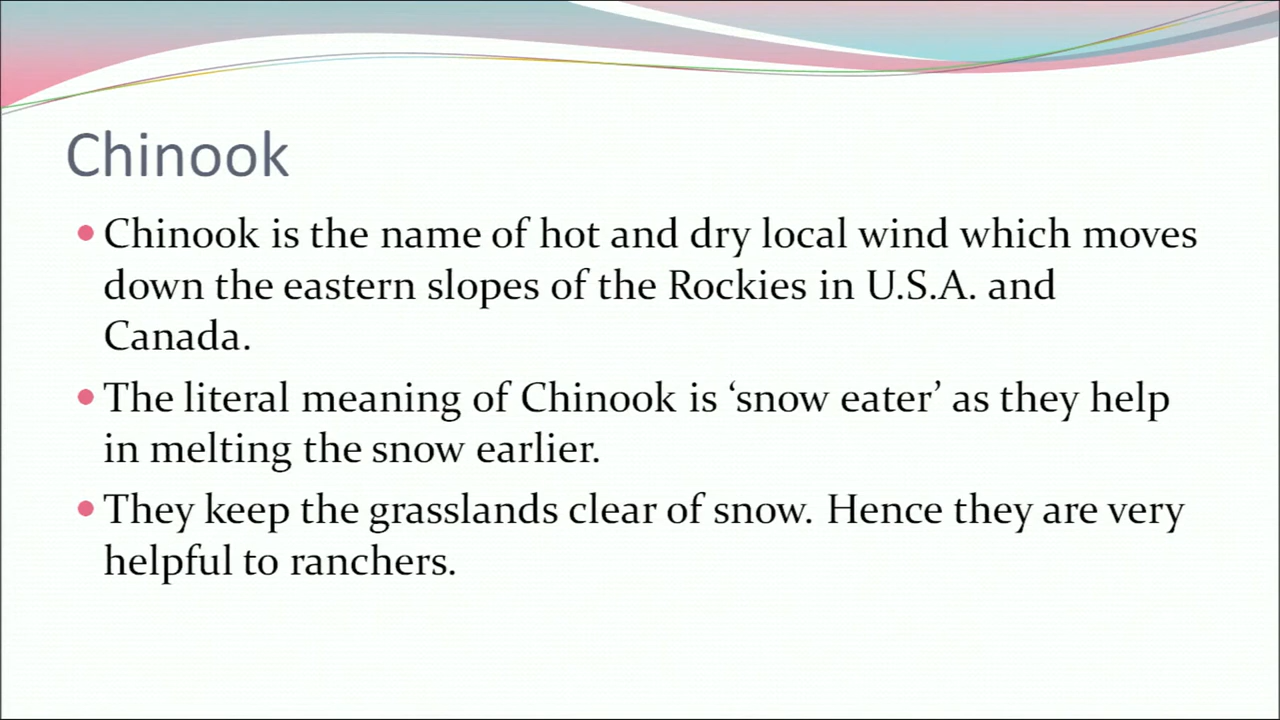 Chinook
• Chinook is the name of hot and dry local wind which moves
down the eastern slopes of the Rockies in U.S.A. and
Canada.
• The literal meaning of Chinook is ‘snow eater’ as they help
in melting the snow earlier.
• They keep the grasslands clear of snow. Hence they are very
helpful to ranchers.